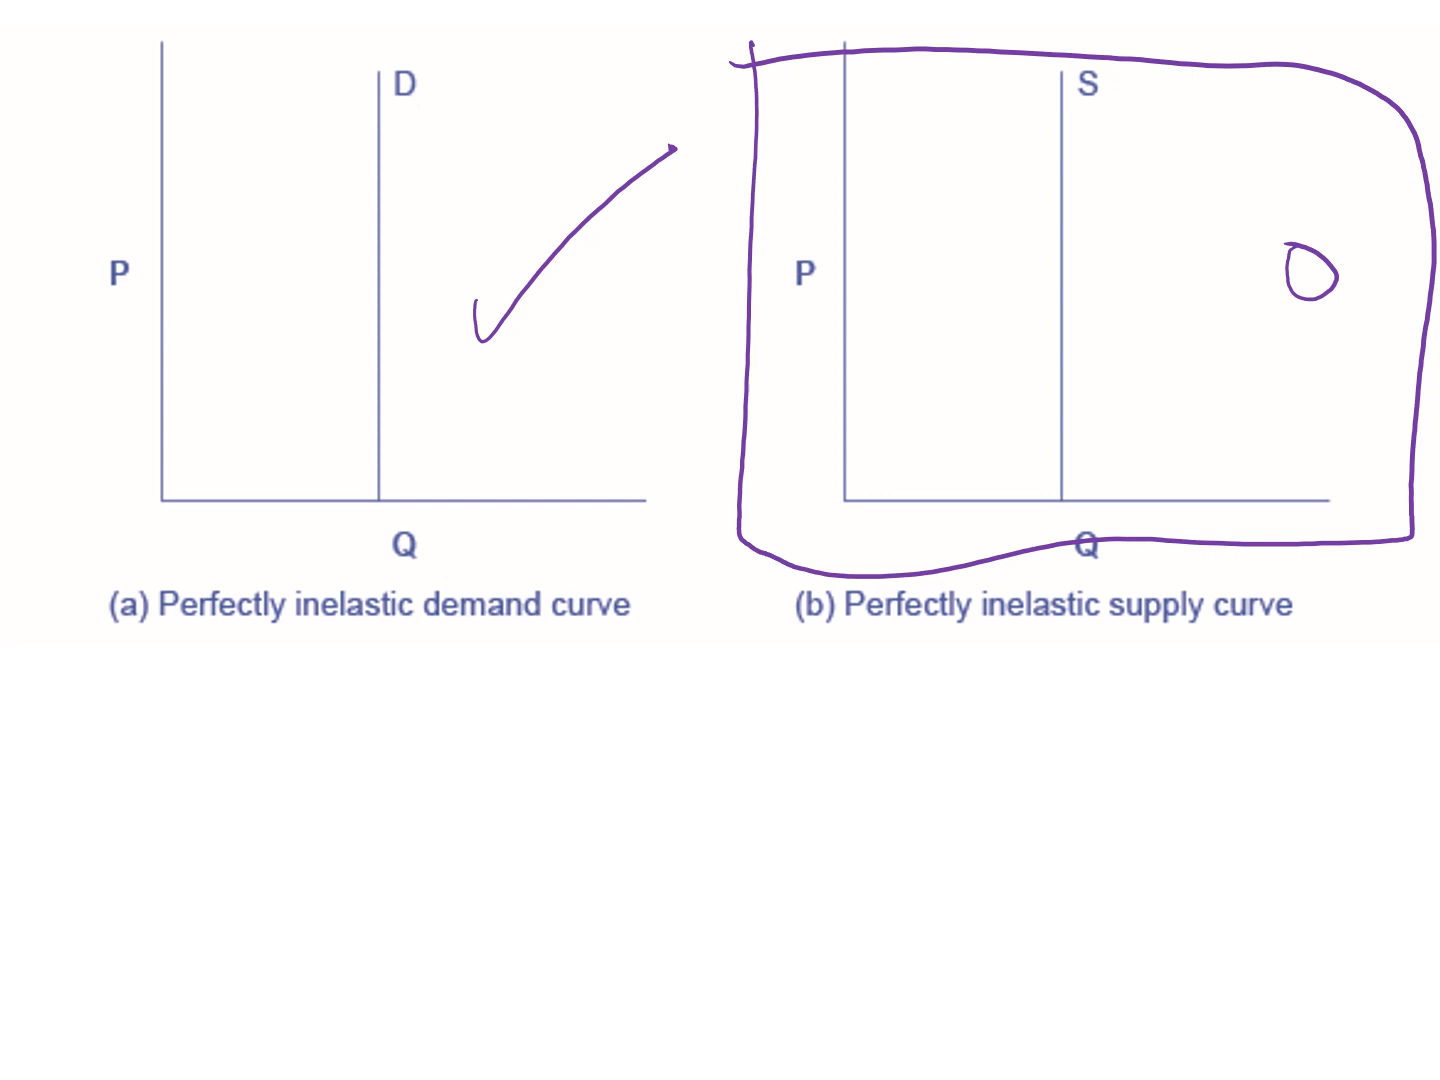 D
S
P
P
Q
Q
(a) Perfectly inelastic demand curve
(b) Perfectly inelastic supply curve